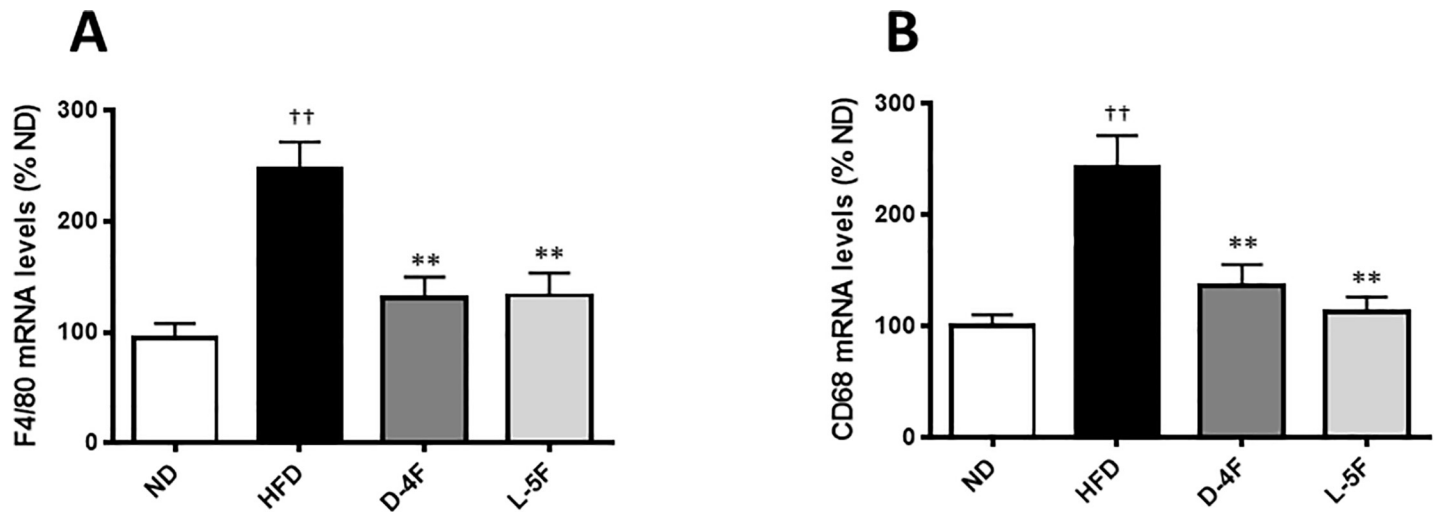 A
F4/80 mRNA levels (% ND)
300
200
100
0
††
**
**
ND
HFD
D-4F
L-5F
B
CD68 mRNA levels (% ND)
300
200
100
0
††
**
**
ND
HFD
D-4F
L-5F